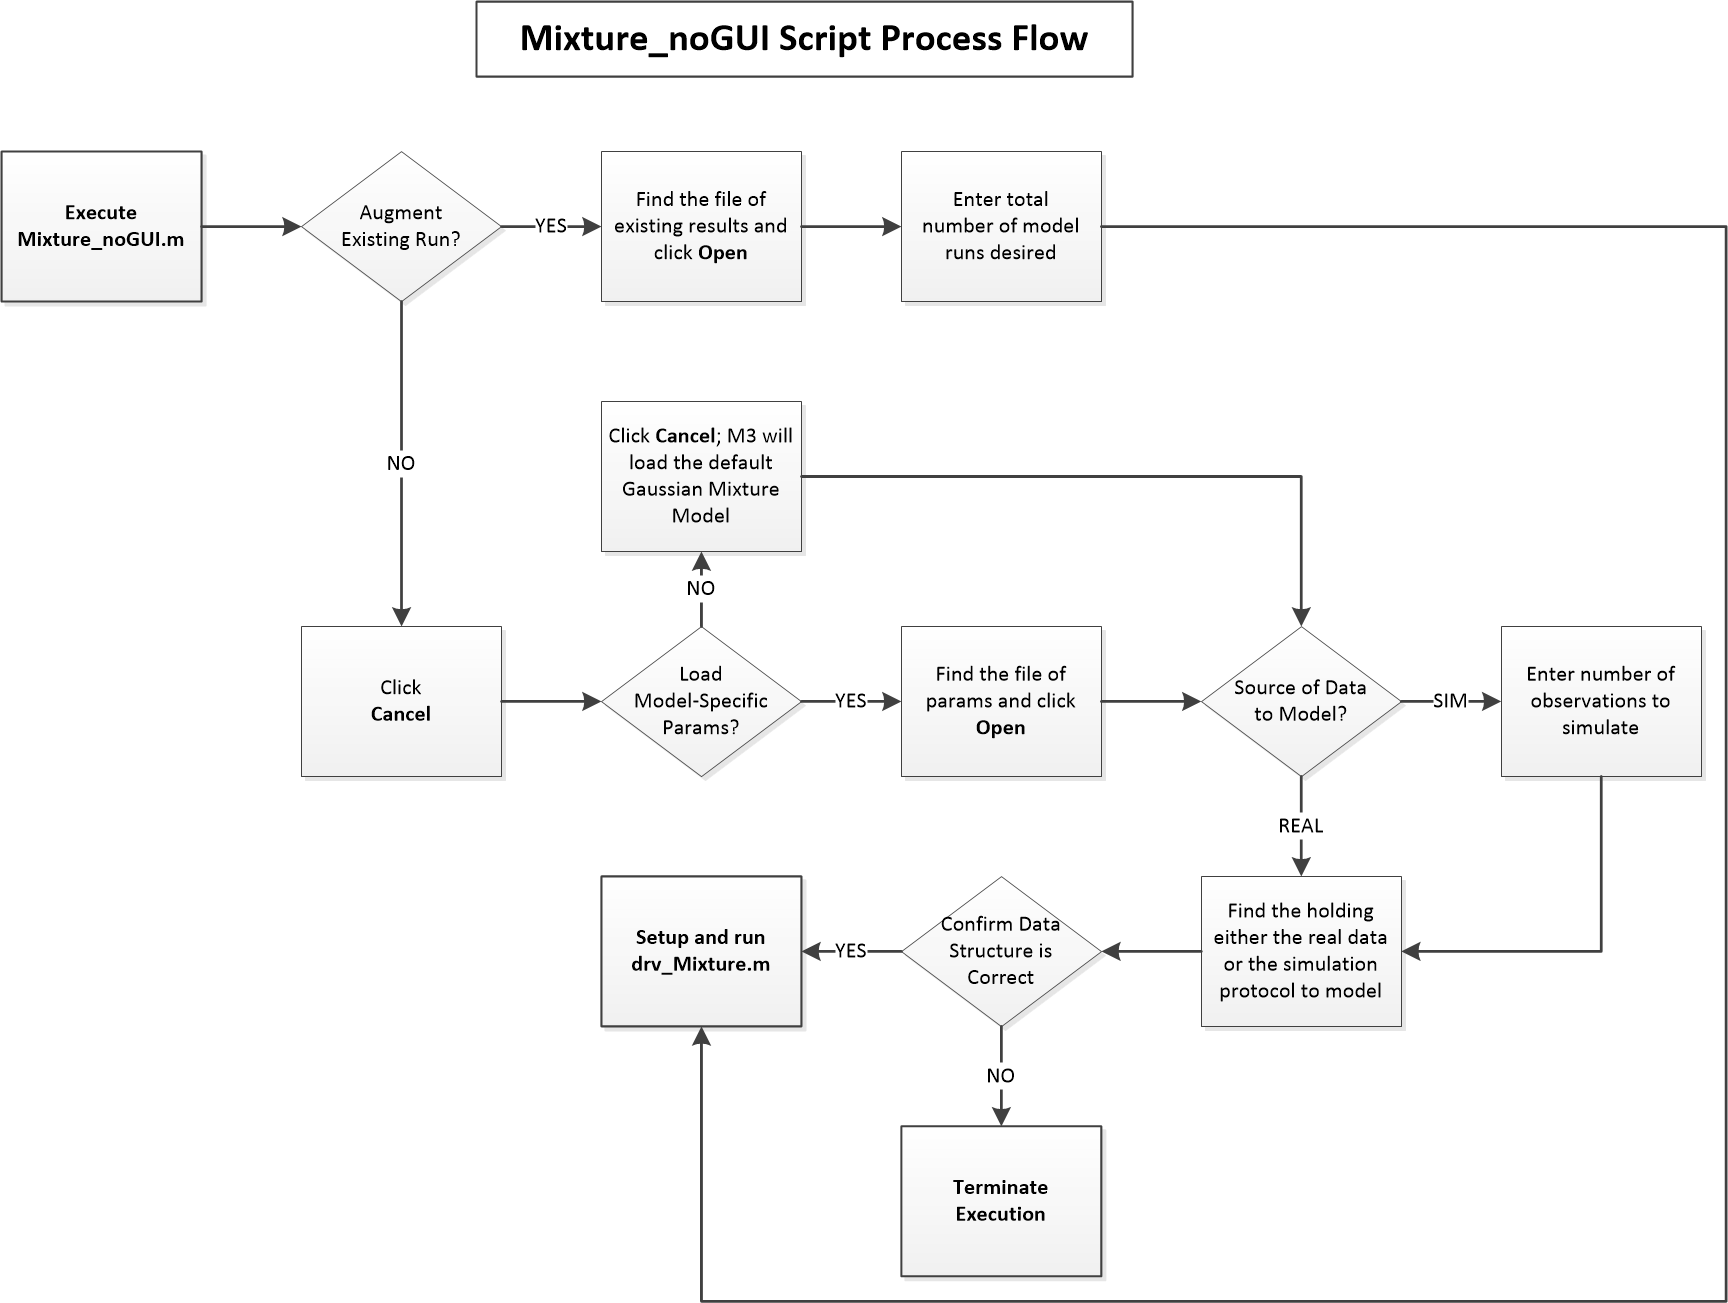 Mixture_noGUI Script Process Flow
Execute
Mixture_noGUI.m
Augment
Existing Run?
YES
Find the file of
existing results and
click Open
Enter total
number of model
runs desired
NO
Click Cancel; M3 will
load the default
Gaussian Mixture
Model
NO
Click
Cancel
Load
Model-Specific
Params?
YES
Find the file of
params and click
Open
Source of Data
to Model?
SIM
Enter number of
observations to
simulate
REAL
Setup and run
drv_Mixture.m
YES
Confirm Data
Structure is
Correct
Find the holding
either the real data
or the simulation
protocol to model
NO
Terminate
Execution